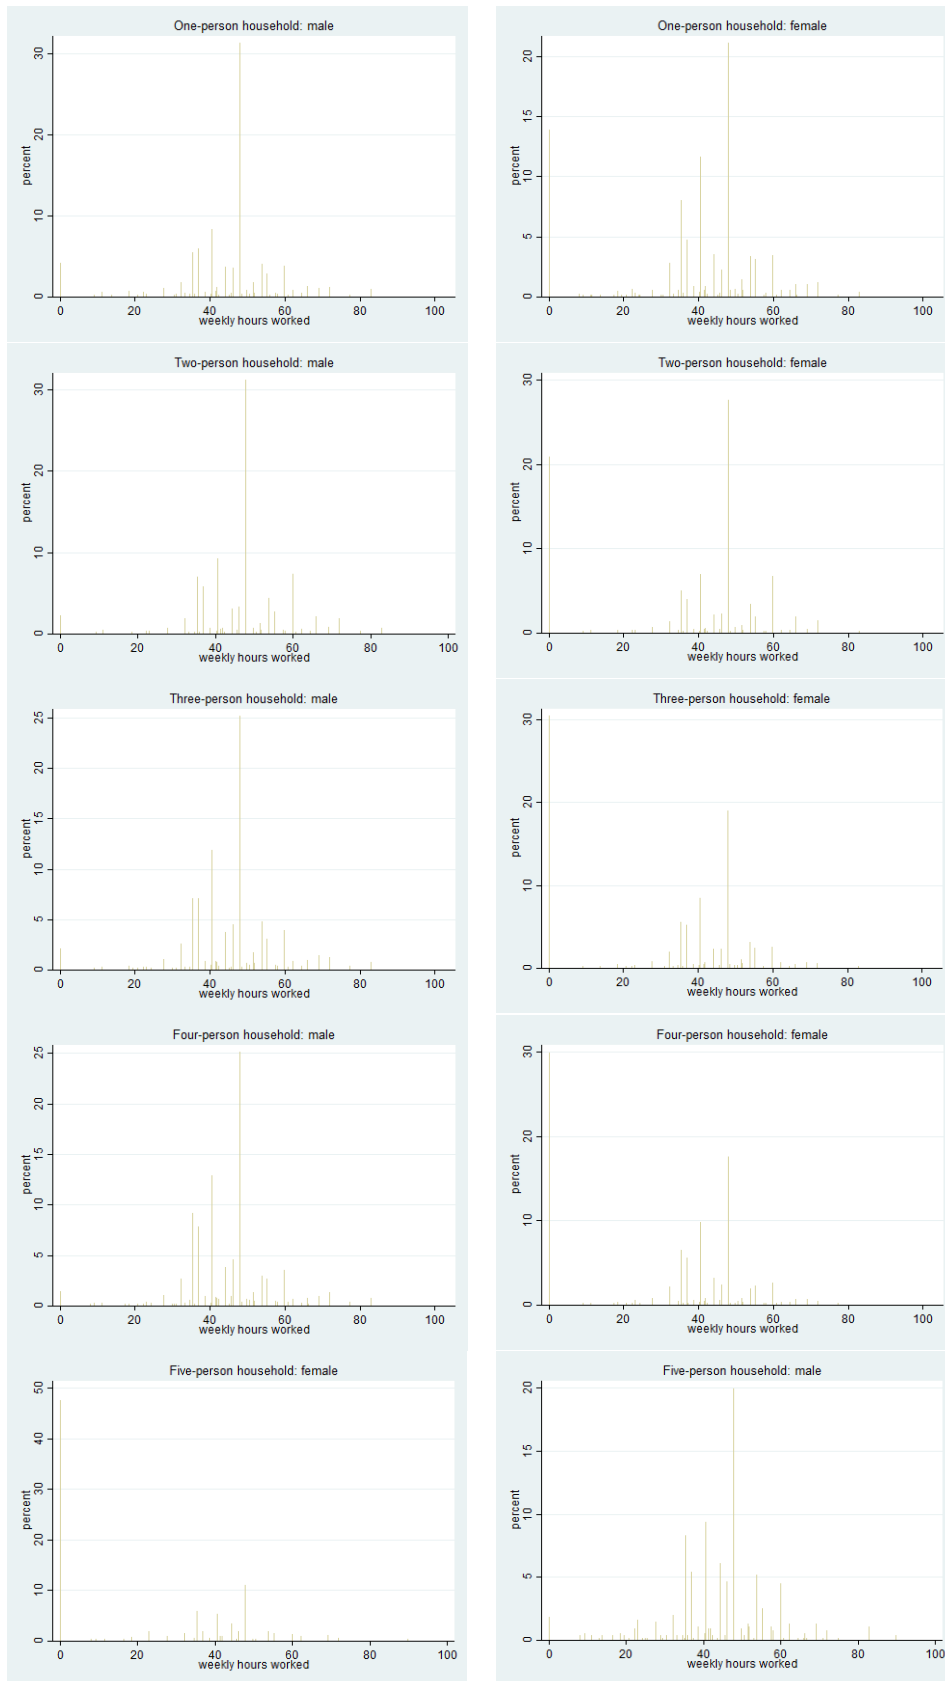 One-person household: male
percent
0 10 20 30
0 20 40 60 80 100
weekly hours worked
One-person household: female
percent
0 5 10 15 20
0 20 40 60 80 100
weekly hours worked
Two-person household: male
percent
0 10 20 30
0 20 40 60 80 100
weekly hours worked
Two-person household: female
percent
0 10 20 30
0 20 40 60 80 100
weekly hours worked
Three-person household: male
percent
0 5 10 15 20 25
0 20 40 60 80 100
weekly hours worked
Three-person household: female
percent
0 10 20 30
0 20 40 60 80 100
weekly hours worked
Four-person household: male
percent
0 5 10 15 20 25
0 20 40 60 80 100
weekly hours worked
Four-person household: female
percent
0 10 20 30
0 20 40 60 80 100
weekly hours worked
Five-person household: female
percent
0 10 20 30 40 50
0 20 40 60 80 100
weekly hours worked
Five-person household: male
percent
0 5 10 15 20
0 20 40 60 80 100
weekly hours worked